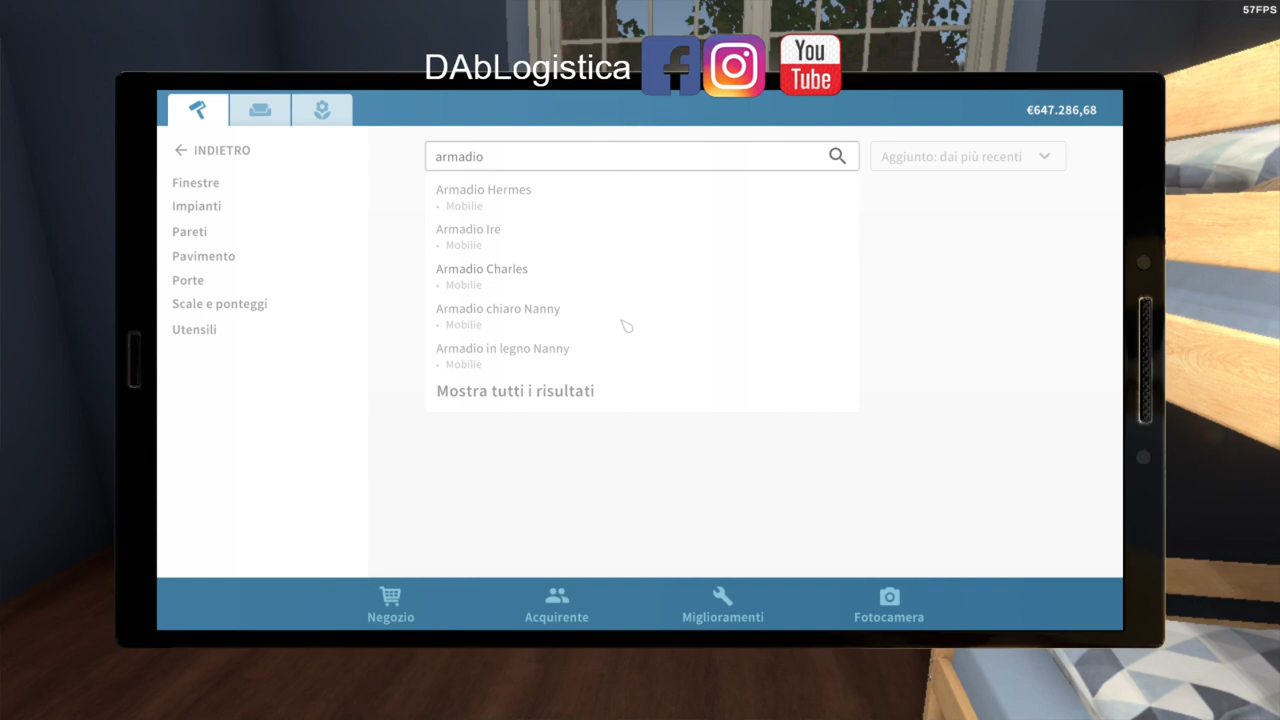 57FPS
DAbLogistica
You
Tube
€647.286,68
INDIETRO
Finestre
Impianti
Pareti
Pavimento
Porte
Scale e ponteggi
Utensili
armadio
Aggiunto: dai più recenti
Armadio Hermes
• Mobilie
Armadio Ire
• Mobilie
Armadio Charles
• Mobilie
Armadio chiaro Nanny
• Mobilie
Armadio in legno Nanny
• Mobilie
Mostra tutti i risultati
Negozio
Acquirente
Miglioramenti
Fotocamera